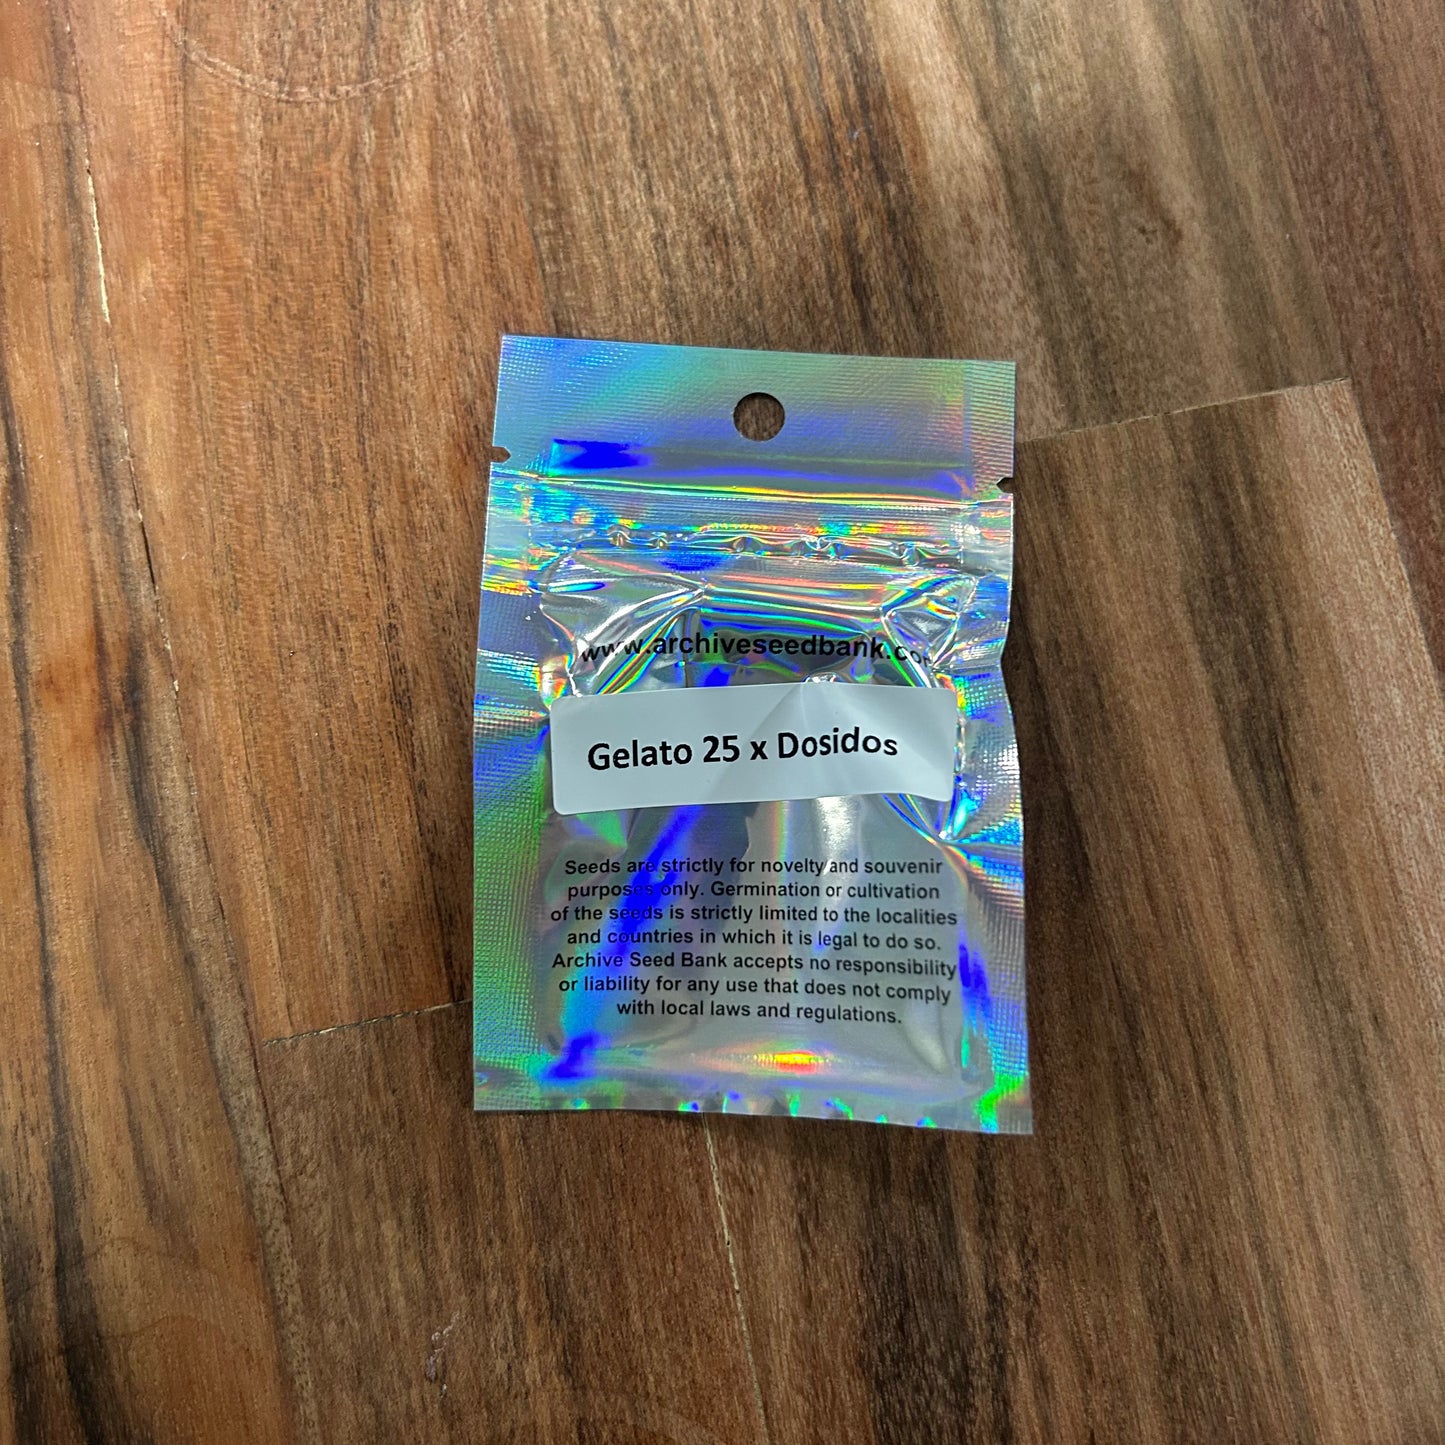 www.archiveseedbank.com
Gelato 25 x Dosidos
Seeds are strictly for novelty and souvenir
purposes only. Germination or cultivation
of the seeds is strictly limited to the localities
and countries in which it is legal to do so.
Archive Seed Bank accepts no responsibility
or liability for any use that does not comply
with local laws and regulations.